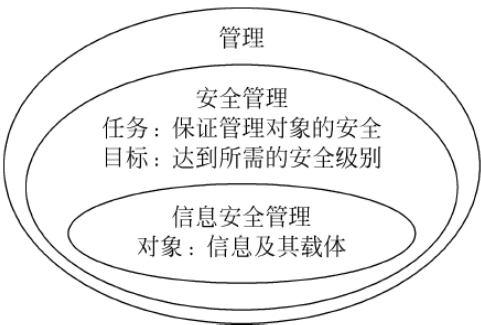 管理
安全管理
任务：保证管理对象的安全
目标：达到所需的安全级别
信息安全管理
对象：信息及其载体